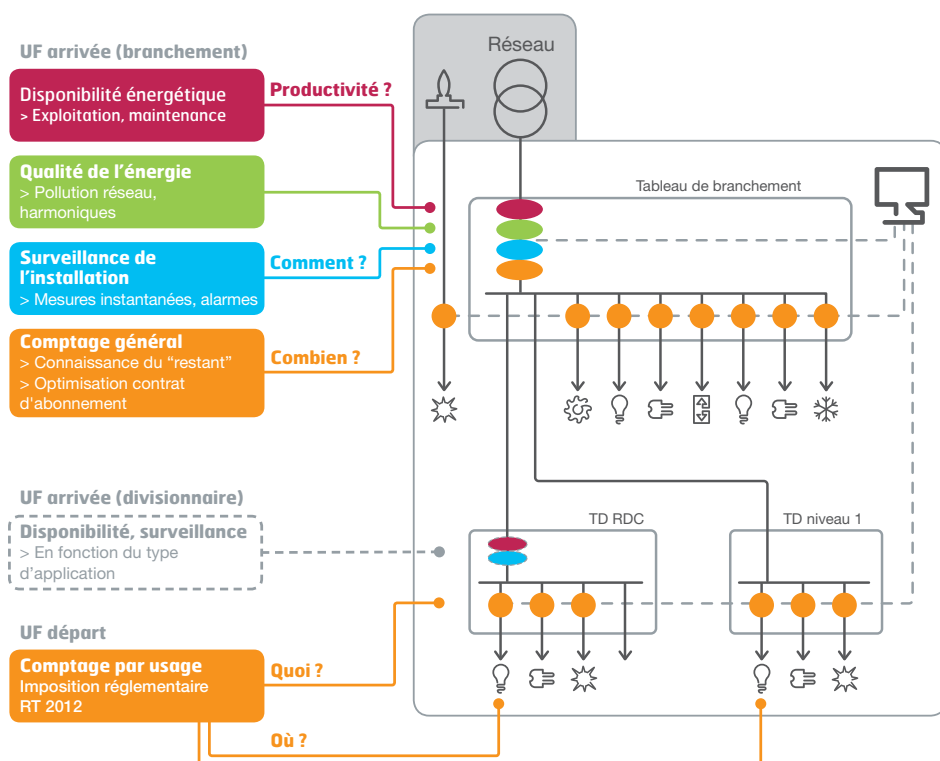 UF arrivée (branchement)
Disponibilité énergétique
> Exploitation, maintenance
Productivité ?
Qualité de l'énergie
> Pollution réseau,
harmoniques
Surveillance de
l'installation
> Mesures instantanées, alarmes
Comment ?
Comptage général
> Connaissance du “restant”
> Optimisation contrat
d'abonnement
Combien ?
Réseau
Tableau de branchement
UF arrivée (divisionnaire)
Disponibilité, surveillance
> En fonction du type
d’application
TD RDC
TD niveau 1
UF départ
Comptage par usage
Imposition réglementaire
RT 2012
Quoi ?
Où ?